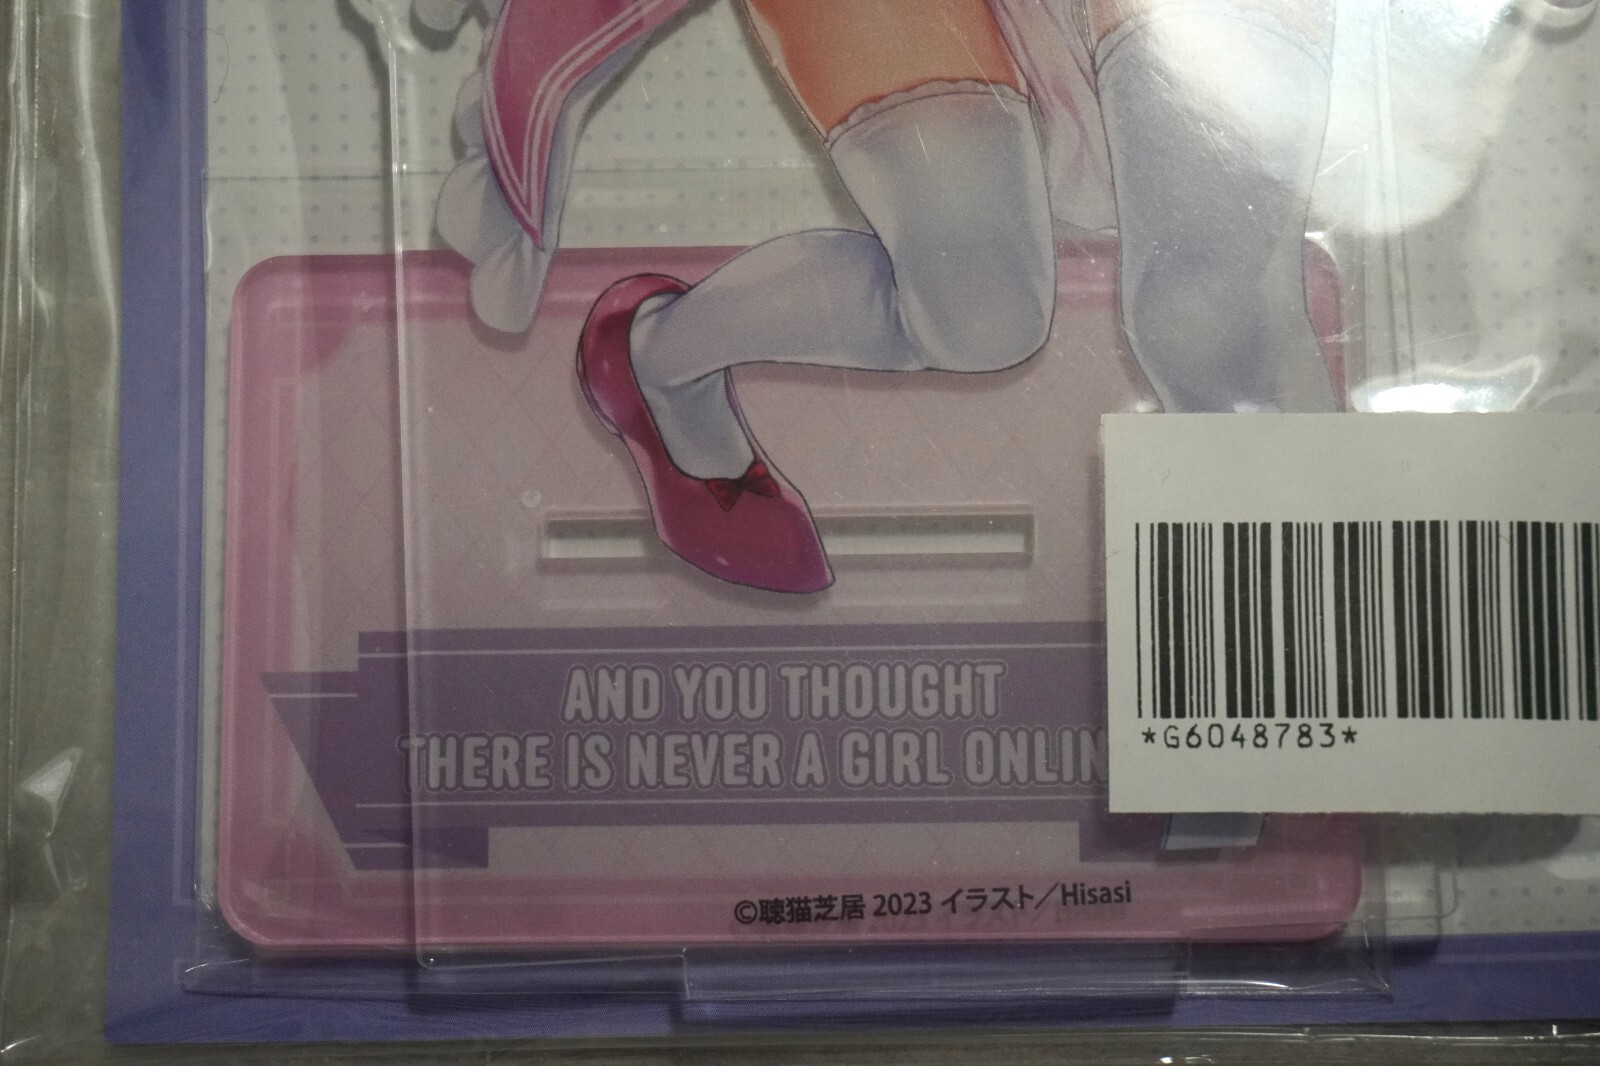 AND YOU THOUGHT
THERE IS NEVER A GIRL ONLIN
*G6048783*
©聴猫芝居 2023 イラスト／Hisasi